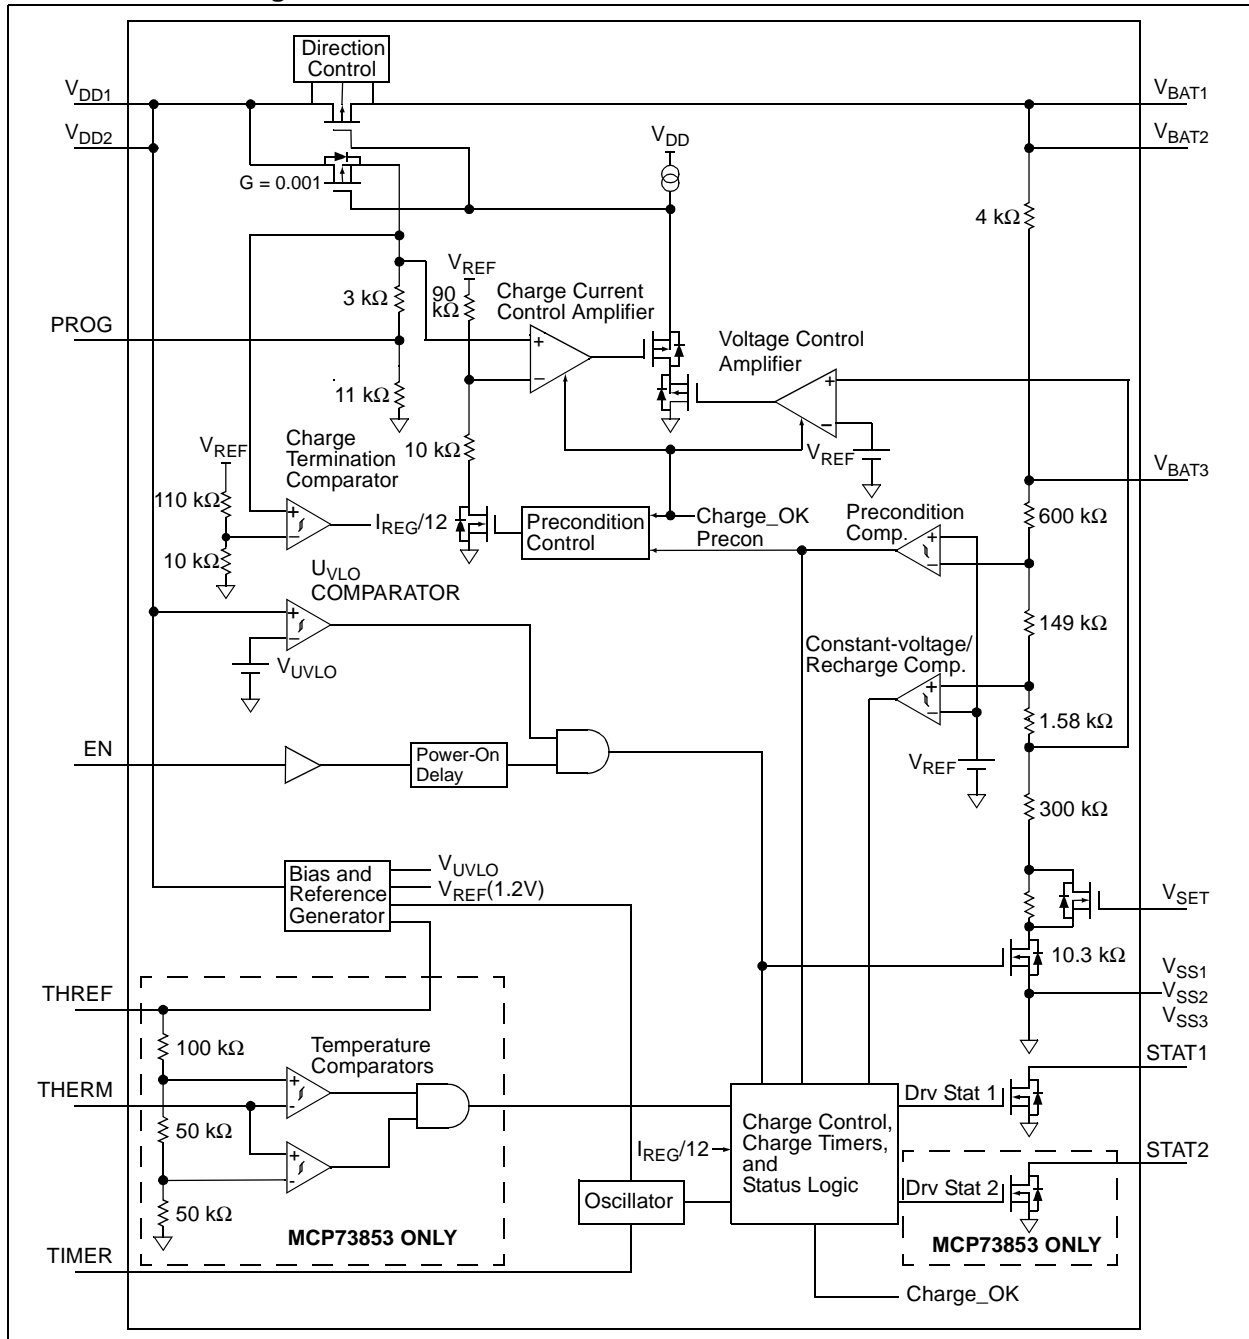 Direction
Control
VDD1
VBAT1
VDD2
VBAT2
VDD
G = 0.001
4 kΩ
VREF
90
kΩ
Charge Current
Control Amplifier
3 kΩ
PROG
Voltage Control
Amplifier
11 kΩ
VREF
Charge
Termination
Comparator
10 kΩ
VREF
VBAT3
110 kΩ
IREG/12
Precondition
Control
Charge_OK
Precon
Precondition
Comp.
600 kΩ
10 kΩ
UVLO
COMPARATOR
149 kΩ
Constant-voltage/
Recharge Comp.
VUVLO
1.58 kΩ
EN
Power-On
Delay
VREF
300 kΩ
Bias and
Reference
Generator
VUVLO
VREF(1.2V)
VSET
10.3 kΩ
VSS1
VSS2
VSS3
THREF
100 kΩ
Temperature
Comparators
STAT1
THERM
Drv Stat 1
50 kΩ
Charge Control,
Charge Timers,
and
Status Logic
IREG/12
STAT2
Drv Stat 2
50 kΩ
Oscillator
MCP73853 ONLY
MCP73853 ONLY
TIMER
Charge_OK